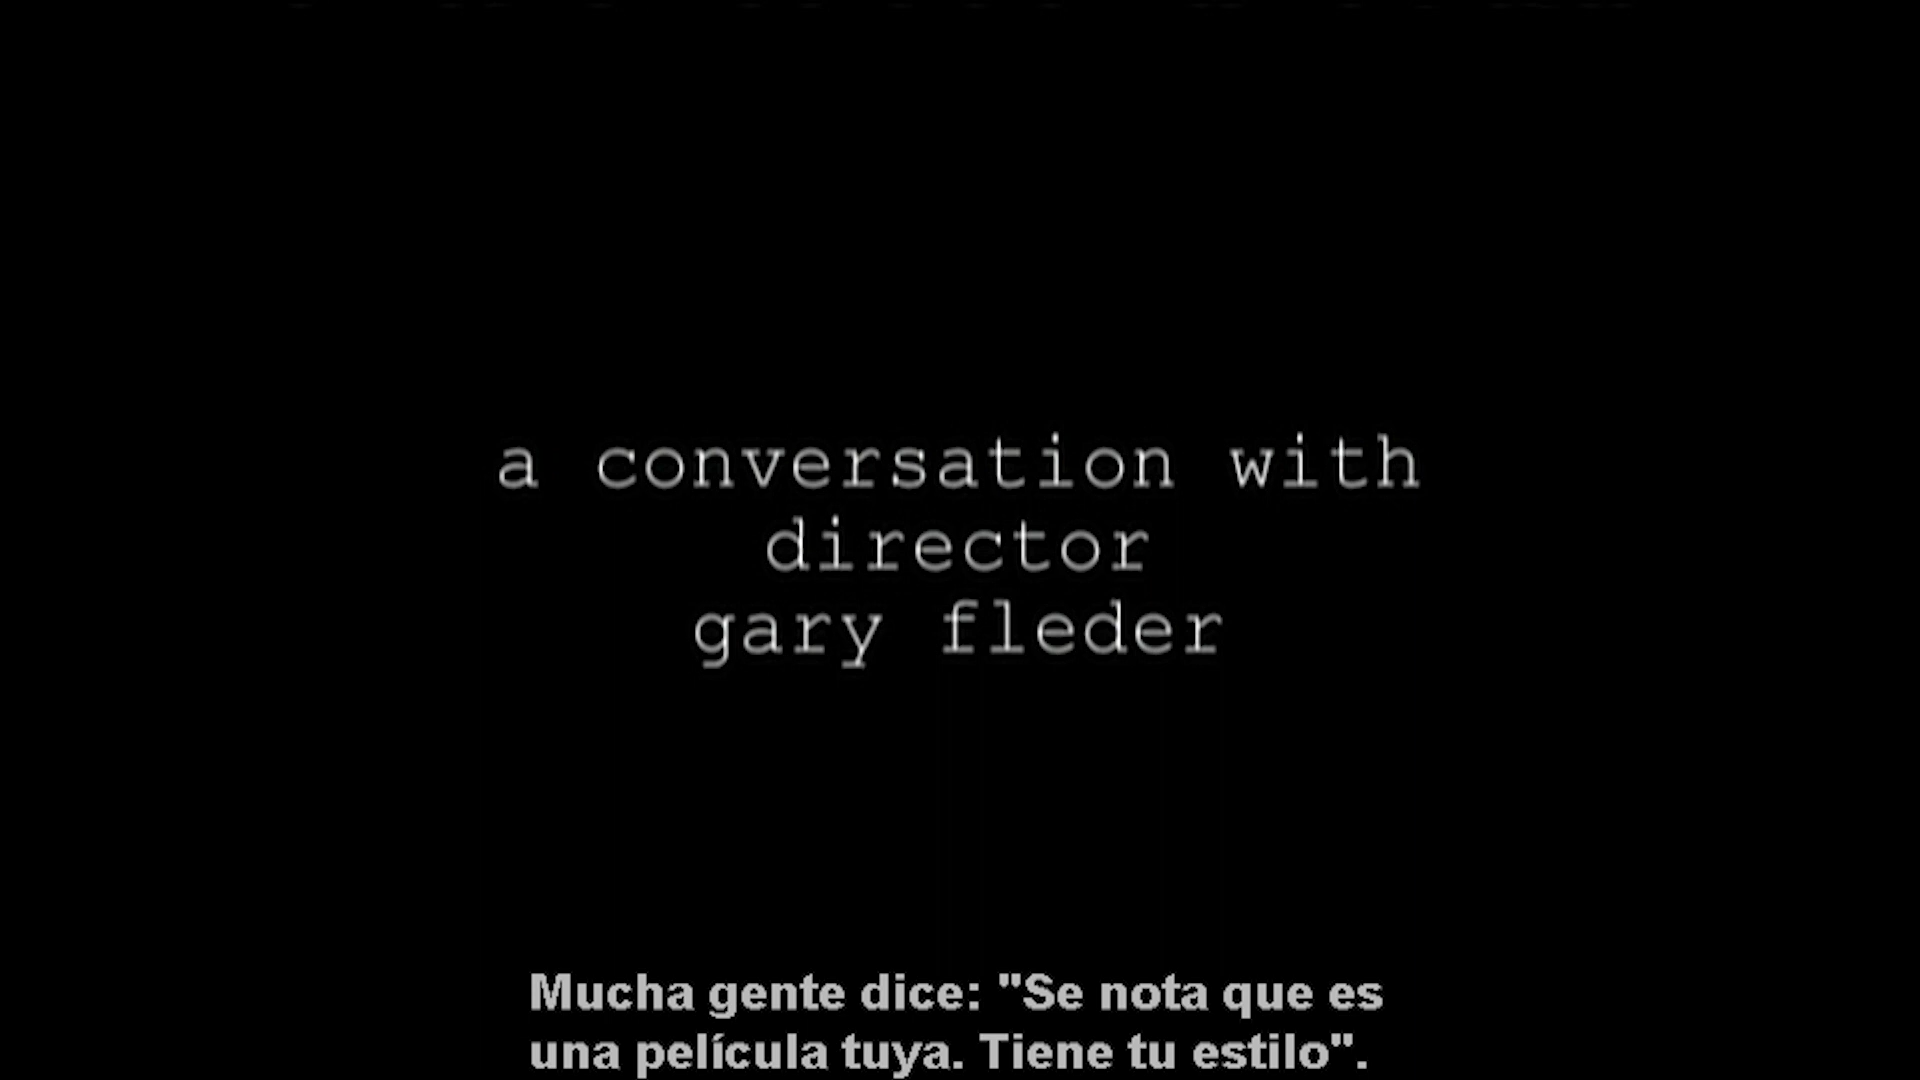 a conversation with
director
gary fleder
Mucha gente dice: "Se nota que es
una película tuya. Tiene tu estilo".